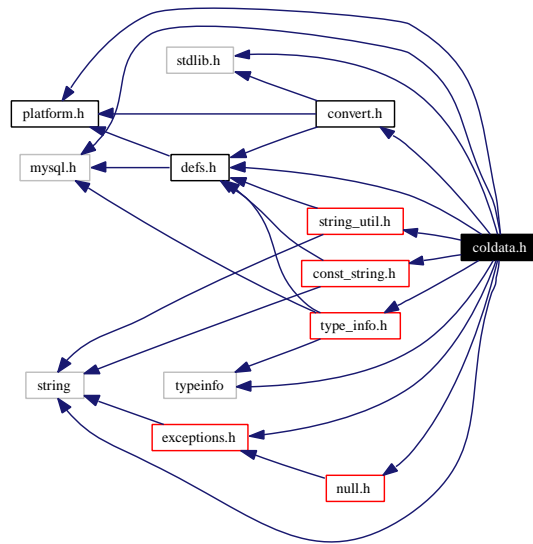 stdlib.h
platform.h
convert.h
mysql.h
defs.h
string_util.h
coldata.h
const_string.h
type_info.h
string
typeinfo
exceptions.h
null.h